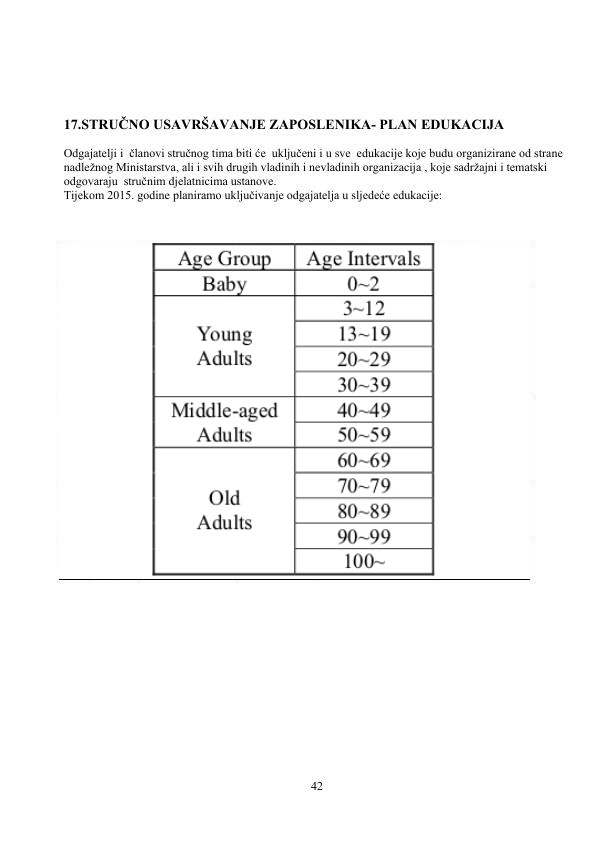 17.STRUČNO USAVRŠAVANJE ZAPOSLENIKA- PLAN EDUKACIJA
Odgajatelji i  članovi stručnog tima biti će  uključeni i u sve  edukacije koje budu organizirane od strane
nadležnog Ministarstva, ali i svih drugih vladinih i nevladinih organizacija , koje sadržajni i tematski
odgovaraju  stručnim djelatnicima ustanove.
Tijekom 2015. godine planiramo uključivanje odgajatelja u sljedeće edukacije:
Age Group Age Intervals
Baby 0~2
3~12
Young 13~19
Adults 20~29
30~39
Middle-aged 40~49
Adults 50~59
60~69
70~79
Old 80~89
Adults 90~99
100~
42